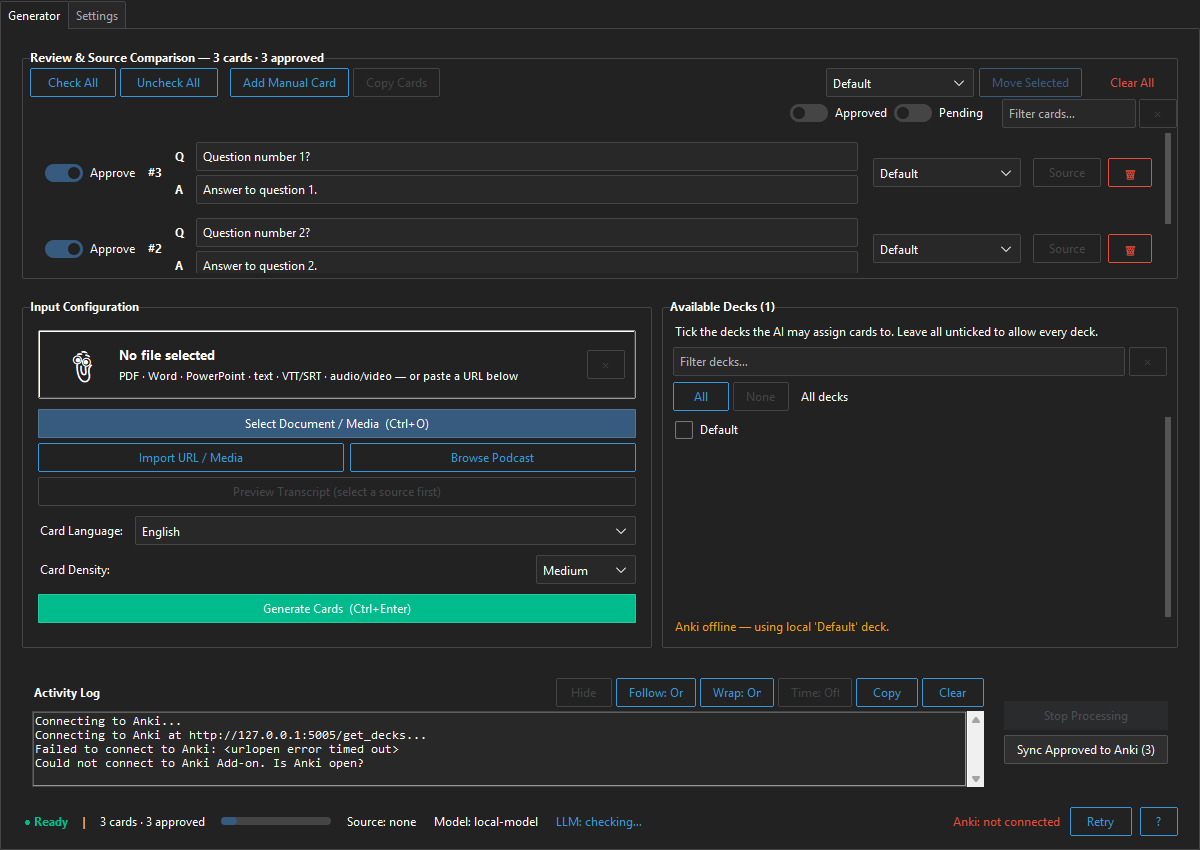 Generator Settings
Review & Source Comparison — 3 cards · 3 approved
Check All Uncheck All Add Manual Card Copy Cards Default Move Selected Clear All
Approved Pending Filter cards... ×
Approve #3 Q Question number 1?
A Answer to question 1. Default Source
Approve #2 Q Question number 2?
A Answer to question 2. Default Source
Input Configuration
No file selected
PDF · Word · PowerPoint · text · VTT/SRT · audio/video — or paste a URL below
×
Select Document / Media (Ctrl+O)
Import URL / Media Browse Podcast
Preview Transcript (select a source first)
Card Language: English
Card Density: Medium
Generate Cards (Ctrl+Enter)
Available Decks (1)
Tick the decks the AI may assign cards to. Leave all unticked to allow every deck.
Filter decks... ×
All None All decks
Default
Anki offline — using local 'Default' deck.
Activity Log Hide Follow: Or Wrap: On Time: Off Copy Clear
Connecting to Anki...
Connecting to Anki at http://127.0.0.1:5005/get_decks...
Failed to connect to Anki: <urlopen error timed out>
Could not connect to Anki Add-on. Is Anki open?
Stop Processing
Sync Approved to Anki (3)
● Ready | 3 cards · 3 approved Source: none Model: local-model LLM: checking... Anki: not connected Retry ?